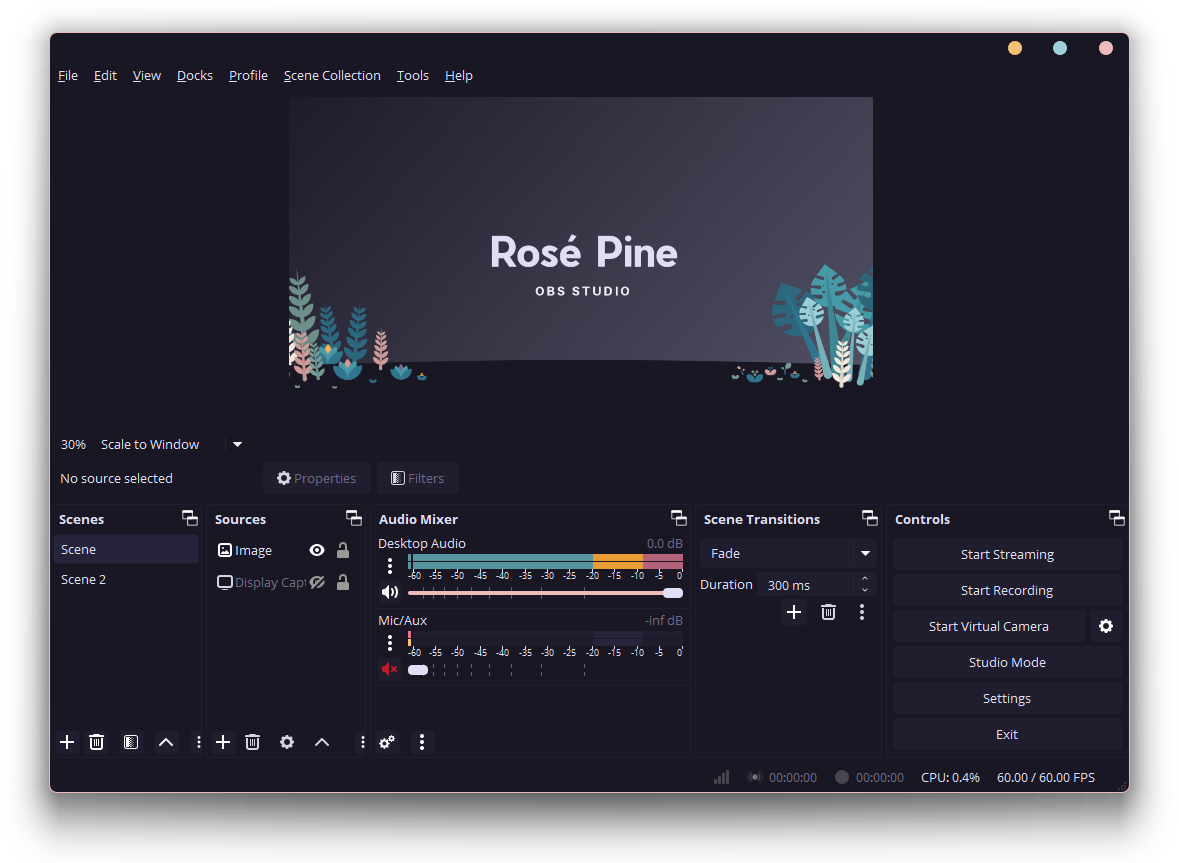 File Edit View Docks Profile Scene Collection Tools Help
Rosé Pine
OBS STUDIO
30% Scale to Window
No source selected Properties Filters
Scenes
Scene
Scene 2
Sources
Image
Display Capt
Audio Mixer
Desktop Audio 0.0 dB
-60 -55 -50 -45 -40 -35 -30 -25 -20 -15 -10 -5 0
Mic/Aux -inf dB
-60 -55 -50 -45 -40 -35 -30 -25 -20 -15 -10 -5 0
Scene Transitions
Fade
Duration 300 ms
Controls
Start Streaming
Start Recording
Start Virtual Camera
Studio Mode
Settings
Exit
00:00:00 00:00:00 CPU: 0.4% 60.00 / 60.00 FPS